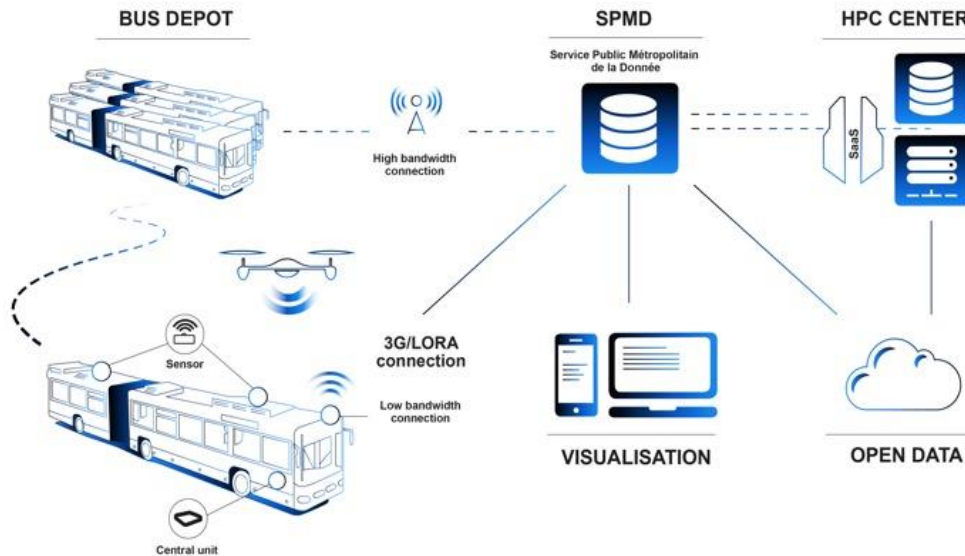 BUS DEPOT
SPMD
HPC CENTER
Service Public Métropolitain
de la Donnée
SaaS
High bandwidth
connection
3G/LORA
connection
Sensor
Low bandwidth
connection
Central unit
VISUALISATION
OPEN DATA